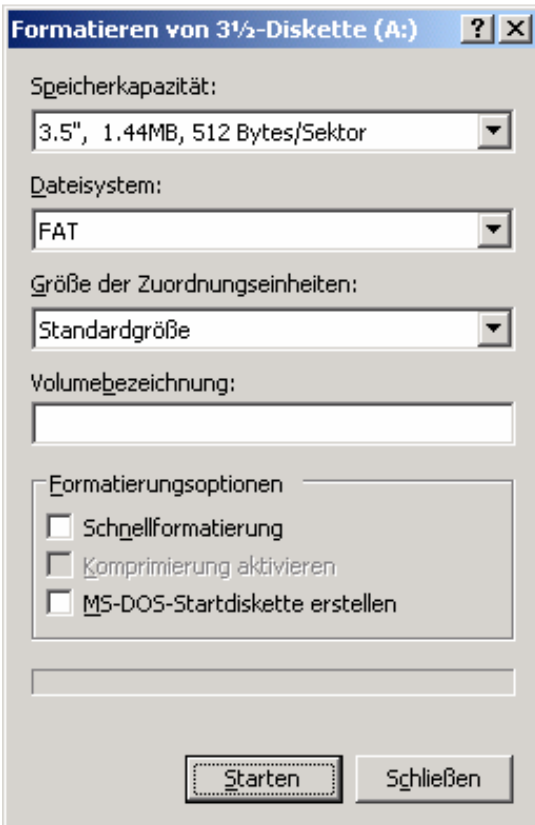 Formatieren von 3½-Diskette (A:)
Speicherkapazität:
3.5", 1.44MB, 512 Bytes/Sektor
Dateisystem:
FAT
Größe der Zuordnungseinheiten:
Standardgröße
Volumebezeichnung:
Formatierungsoptionen
Schnellformatierung
Komprimierung aktivieren
MS-DOS-Startdiskette erstellen
Starten Schließen